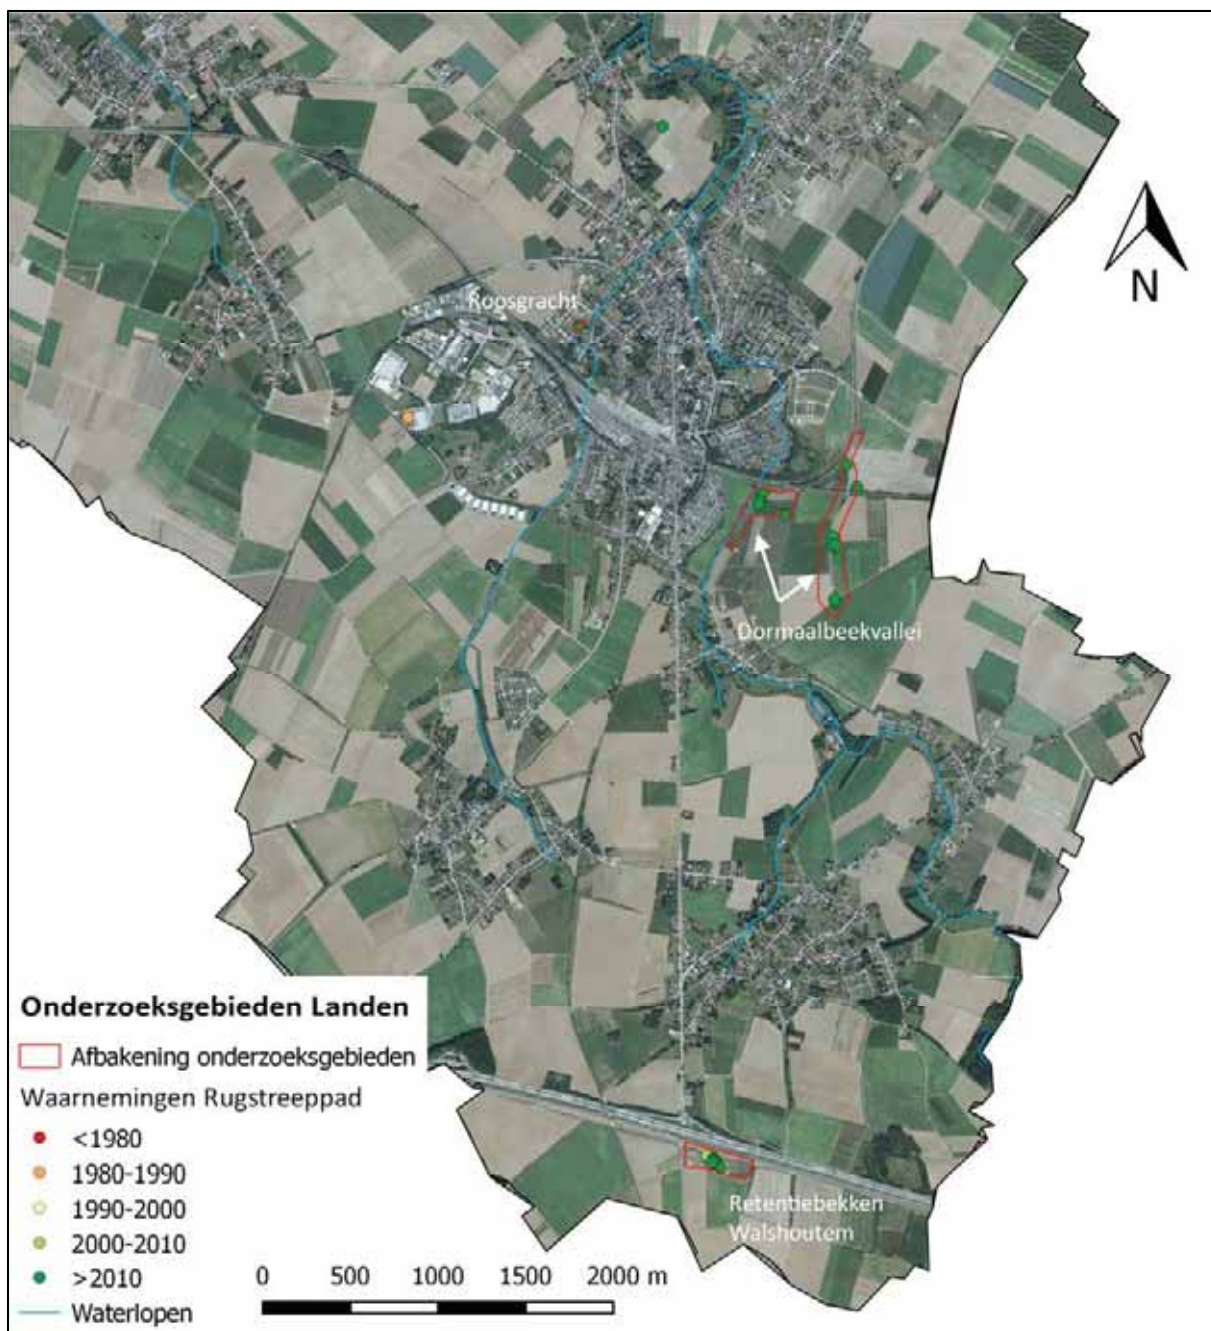 N
Roosgracht
Dormaalbeekvallei
Onderzoeksgebieden Landen
Afbakening onderzoeksgebieden
Waarnemingen Rugstreeppad
<1980
1980-1990
1990-2000
2000-2010
>2010
Waterlopen
0 500 1000 1500 2000 m
Retentiebekken
Walshoutem